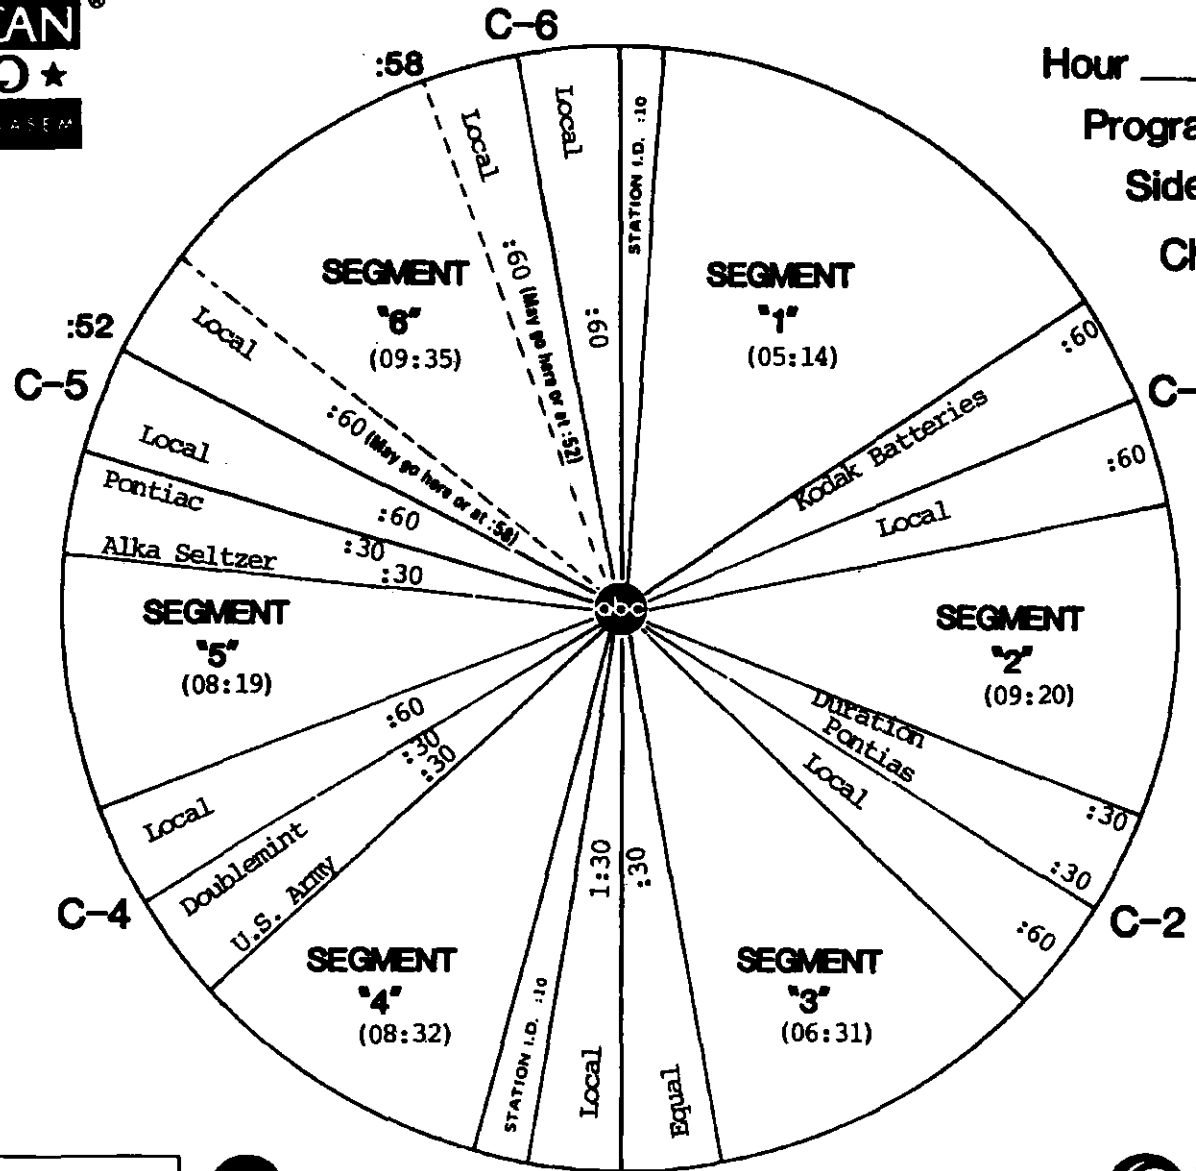 C-6
:58
Hour
:52
C-5
C-4
C-2
STATION I.D. :10
SEGMENT
"1"
(05:14)
Kodak Batteries :60
Local :60
SEGMENT
"2"
(09:20)
Duration :30
Pontias :30
Local :60
SEGMENT
"3"
(06:31)
Equal :30
Local 1:30
STATION I.D. :10
SEGMENT
"4"
(08:32)
U.S. Army :30
Doublemint :30
Local :60
SEGMENT
"5"
(08:19)
Alka Seltzer :30
Pontiac :30
Local :60
Local :60 (May go here or at :58)
SEGMENT
"6"
(09:35)
Local :60 (May go here or at :52)
Local :60
abc